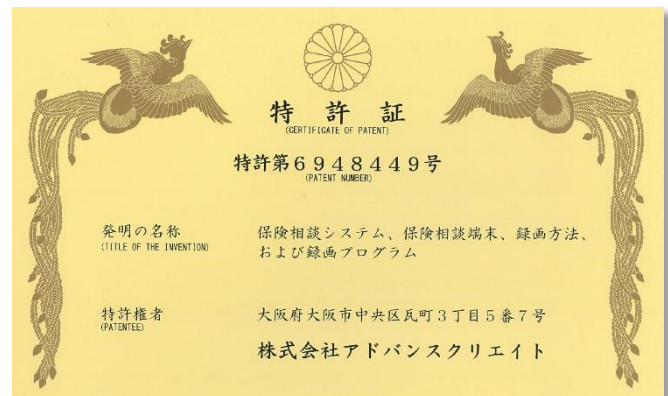 特許証
(CERTIFICATE OF PATENT)
特許第6948449号
(PATENT NUMBER)
発明の名称
(TITLE OF THE INVENTION)
保険相談システム、保険相談端末、録画方法、
および録画プログラム
特許権者
(PATENTEE)
大阪府大阪市中央区瓦町3丁目5番7号
株式会社アドバンスクリエイト